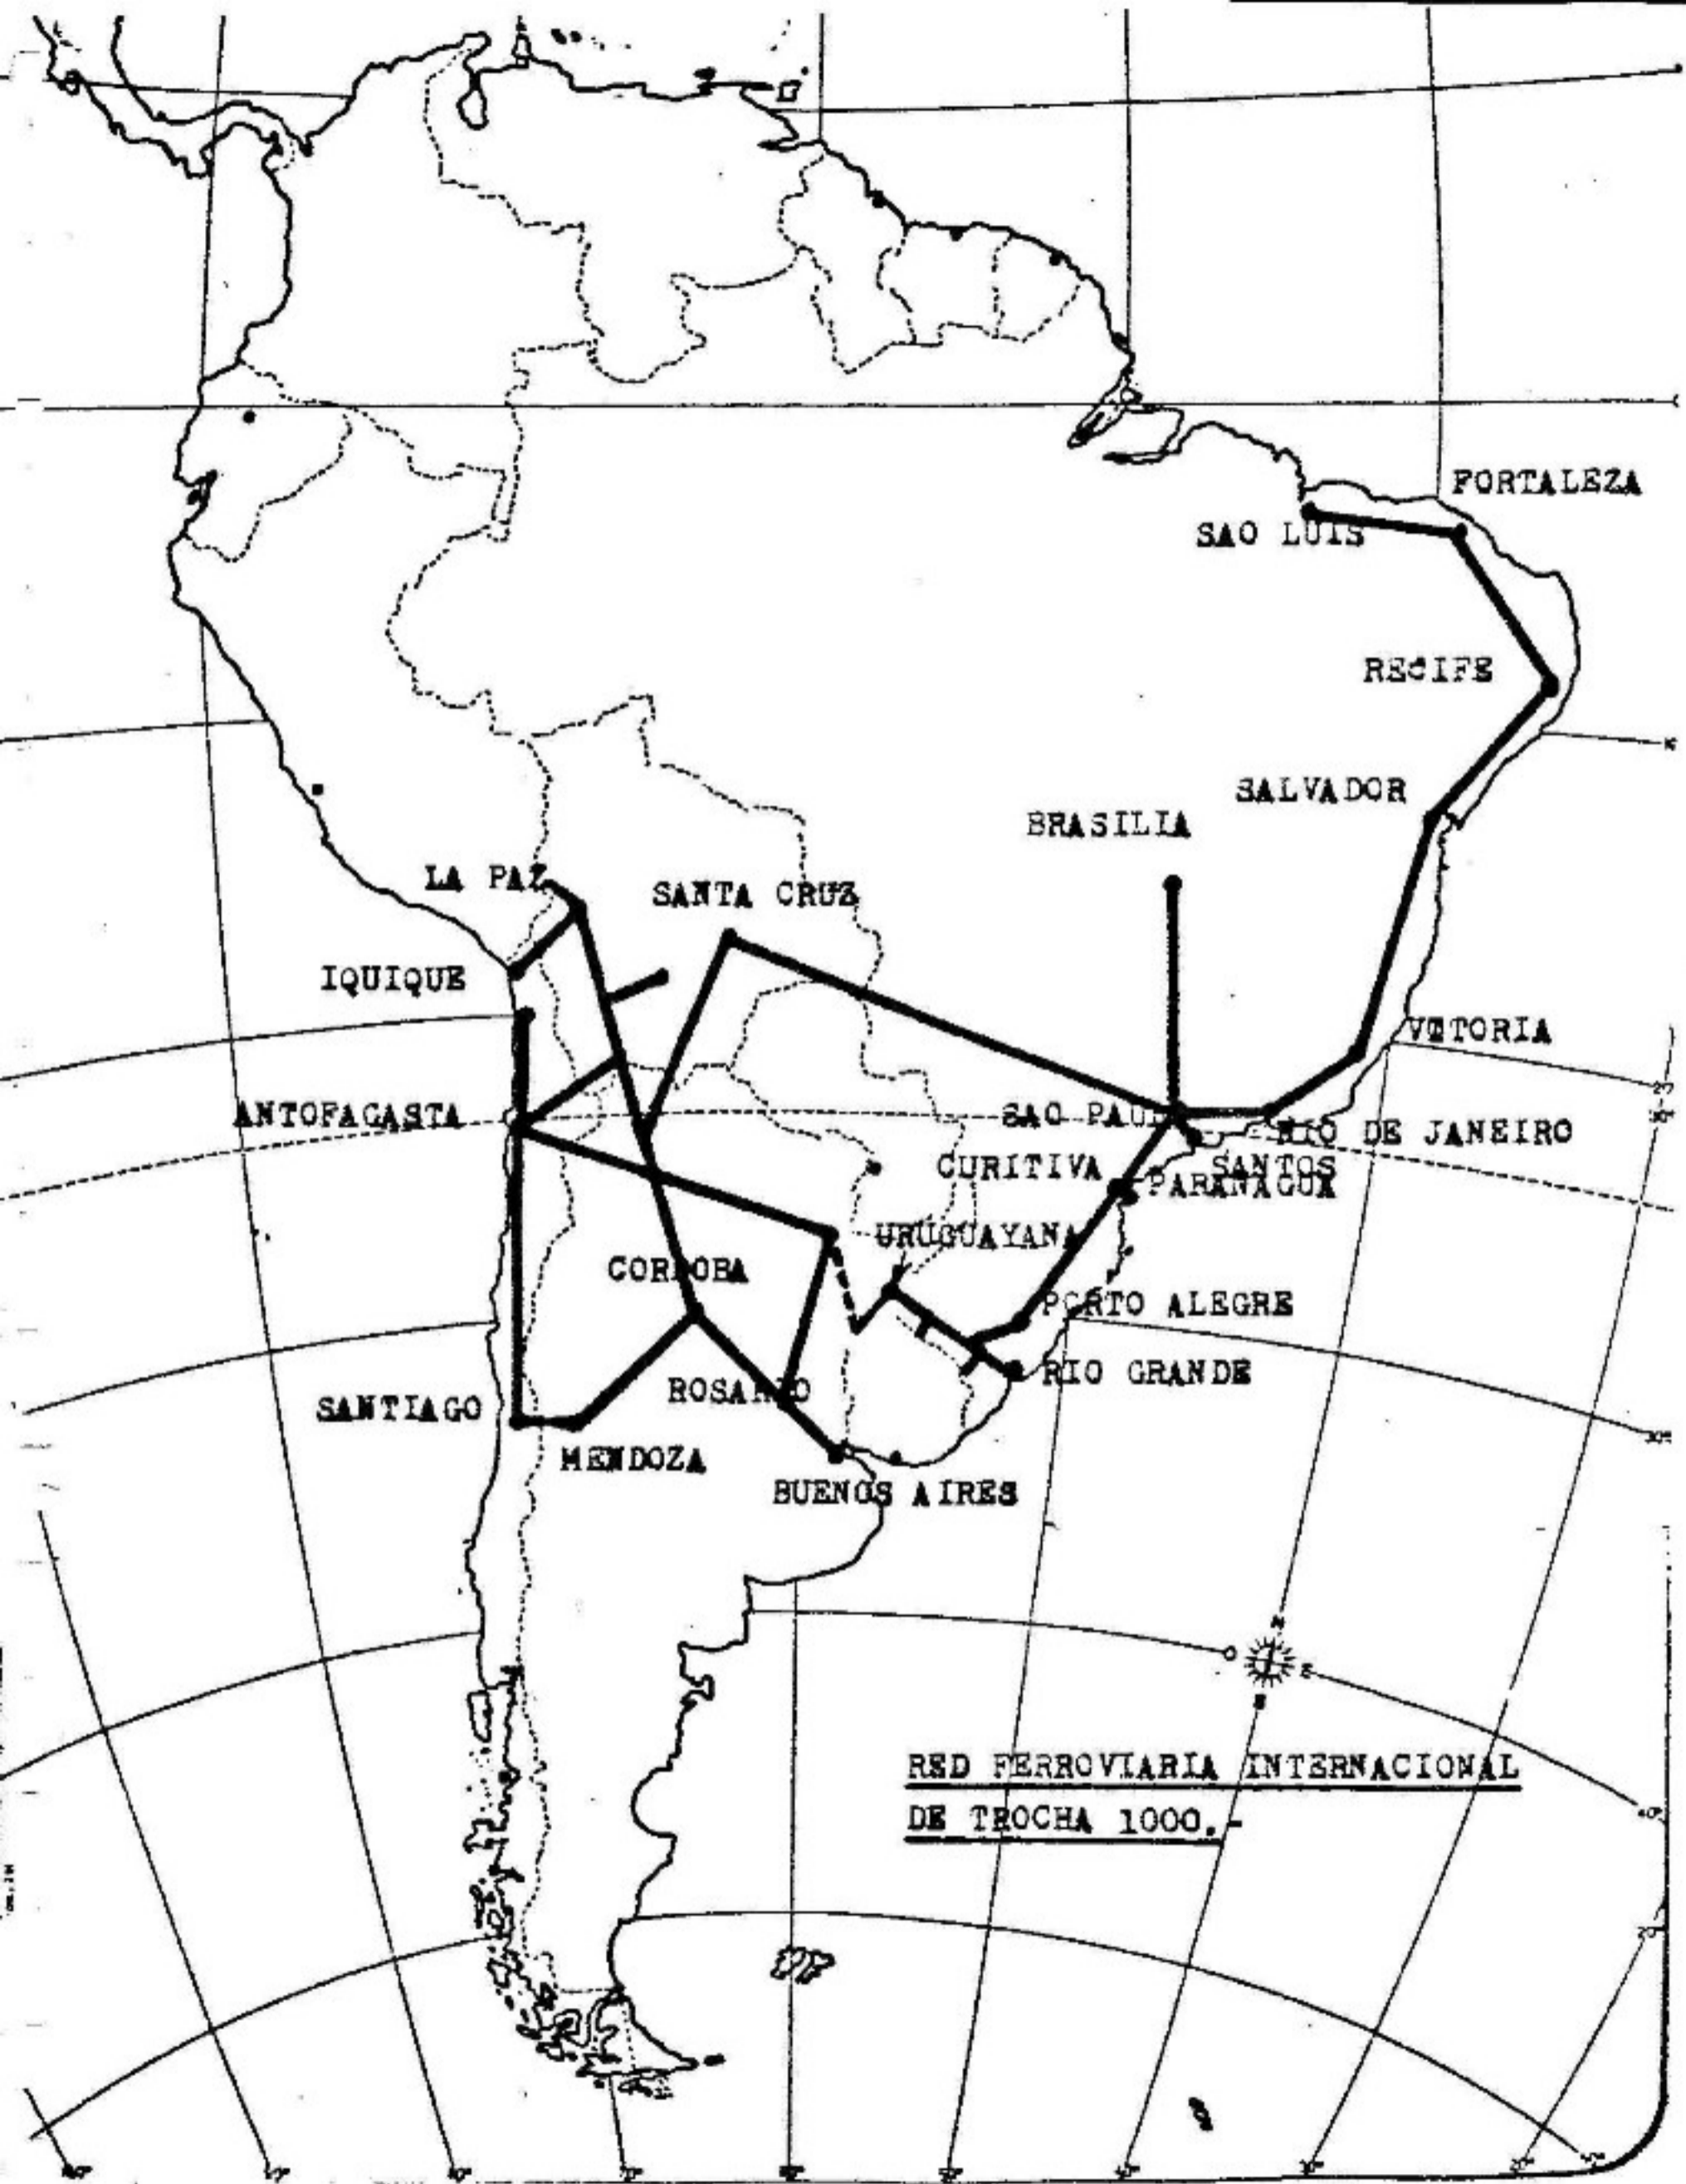 FORTALEZA
SAO LUIS
RECIFE
SALVADOR
BRASILIA
LA PAZ
SANTA CRUZ
IQUIQUE
VITORIA
ANTOFAGASTA
SAO PAULO
RIO DE JANEIRO
SANTOS
CURITIVA
PARANAGUA
URUGUAYANA
CORDOBA
PORTO ALEGRE
RIO GRANDE
ROSARIO
SANTIAGO
MENDOZA
BUENOS AIRES
N
O
E
S
RED FERROVIARIA INTERNACIONAL
DE TROCHA 1000.-